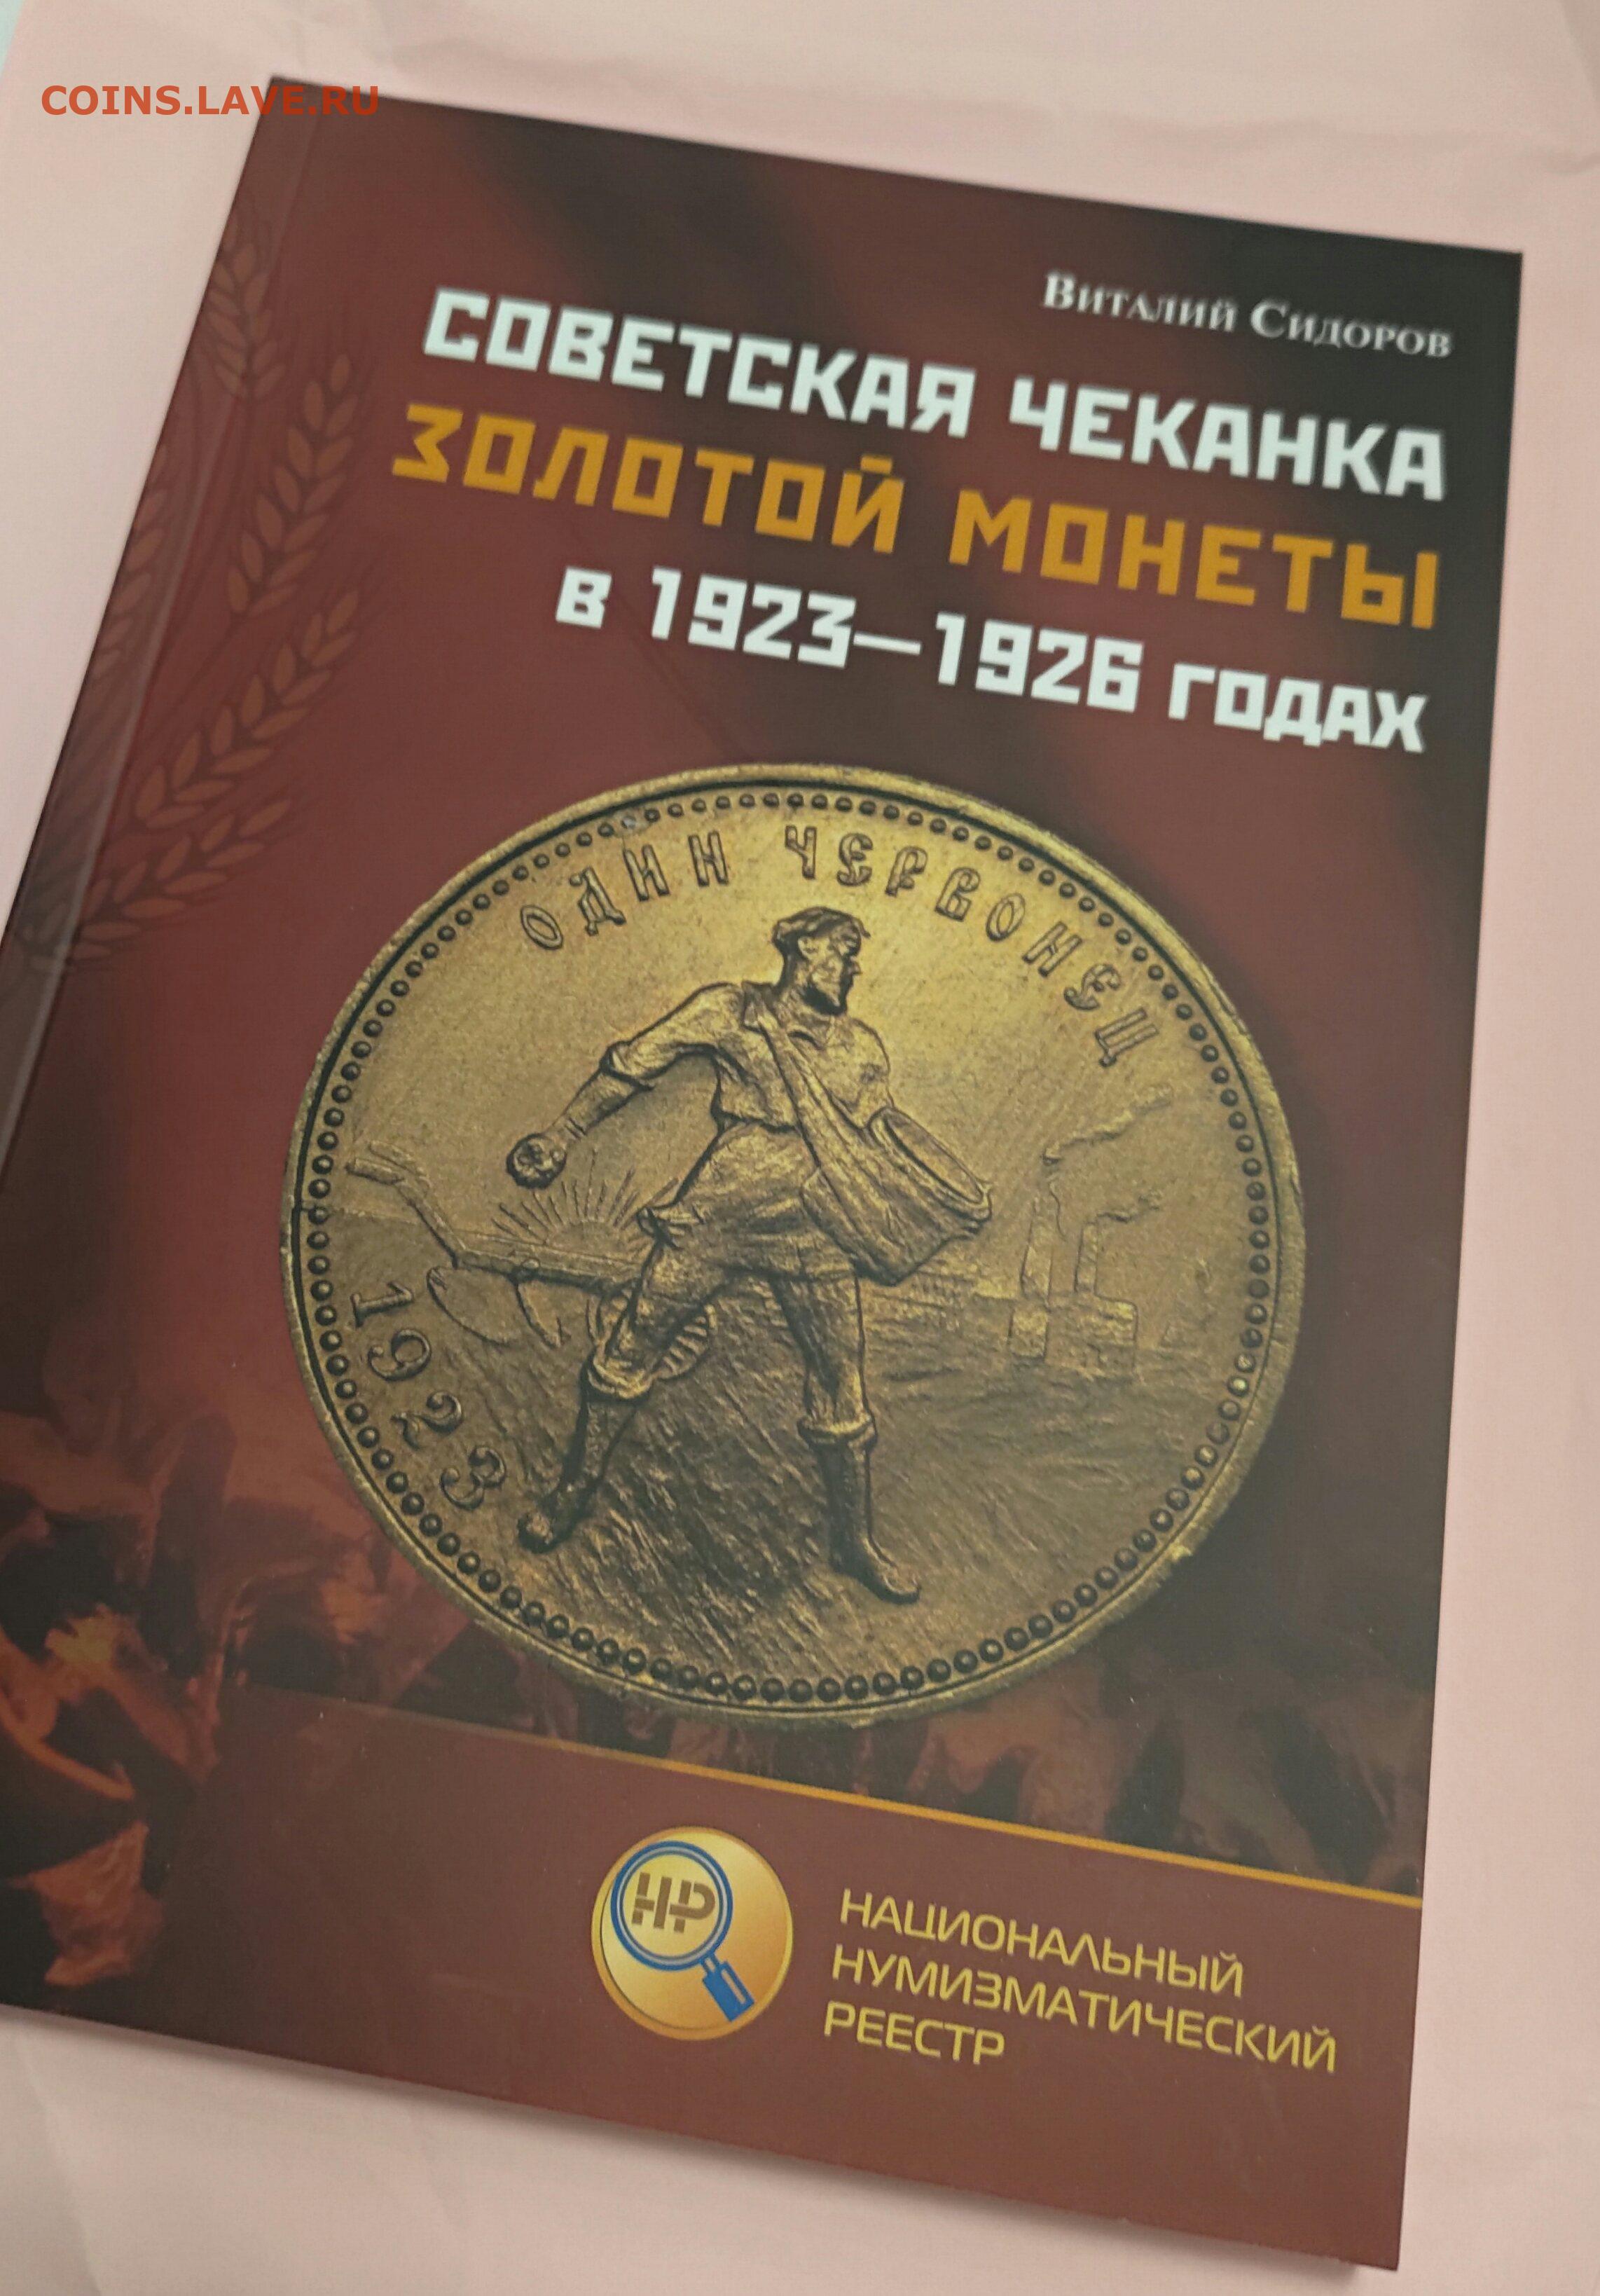 COINS.LAVE.RU
Виталий Сидоров
СОВЕТСКАЯ ЧЕКАНКА
ЗОЛОТОЙ МОНЕТЫ
В 1923—1926 ГОДАХ
ОДИН ЧЕРВОНЕЦ
1923
НР
НАЦИОНАЛЬНЫЙ
НУМИЗМАТИЧЕСКИЙ
РЕЕСТР